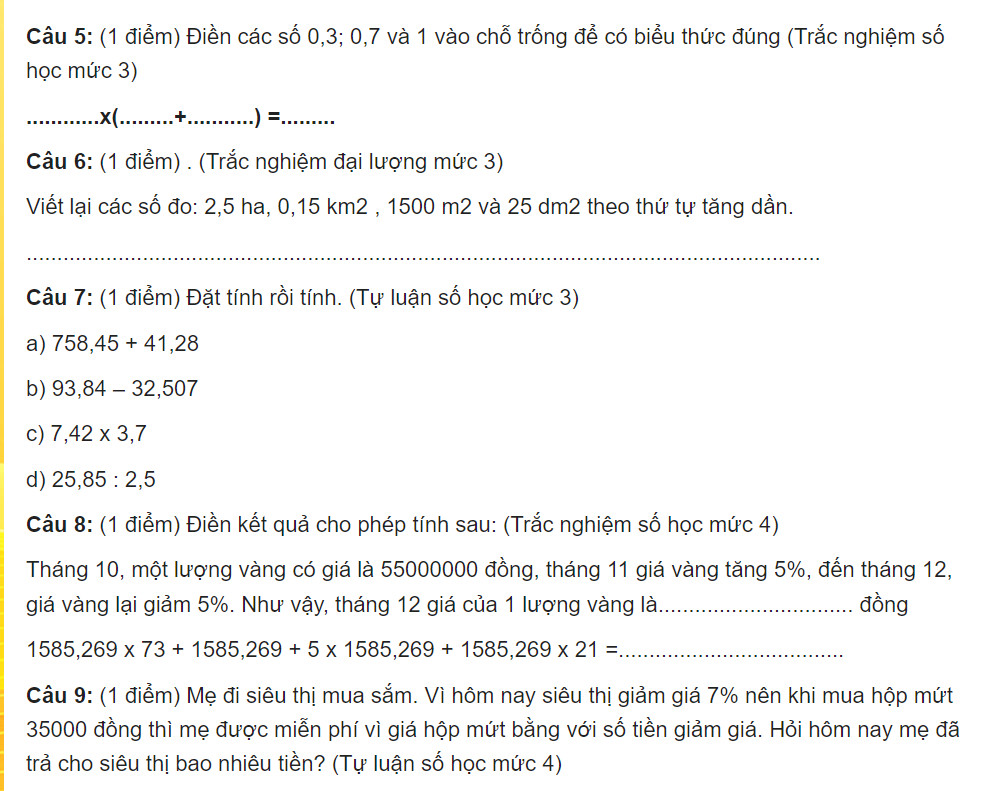 Câu 5: (1 điểm) Điền các số 0,3; 0,7 và 1 vào chỗ trống để có biểu thức đúng (Trắc nghiệm số
học mức 3)
............x(.........+...........) =.........
Câu 6: (1 điểm) . (Trắc nghiệm đại lượng mức 3)
Viết lại các số đo: 2,5 ha, 0,15 km2 , 1500 m2 và 25 dm2 theo thứ tự tăng dần.
..................................................................................................................................
Câu 7: (1 điểm) Đặt tính rồi tính. (Tự luận số học mức 3)
a) 758,45 + 41,28
b) 93,84 – 32,507
c) 7,42 x 3,7
d) 25,85 : 2,5
Câu 8: (1 điểm) Điền kết quả cho phép tính sau: (Trắc nghiệm số học mức 4)
Tháng 10, một lượng vàng có giá là 55000000 đồng, tháng 11 giá vàng tăng 5%, đến tháng 12,
giá vàng lại giảm 5%. Như vậy, tháng 12 giá của 1 lượng vàng là................................ đồng
1585,269 x 73 + 1585,269 + 5 x 1585,269 + 1585,269 x 21 =.....................................
Câu 9: (1 điểm) Mẹ đi siêu thị mua sắm. Vì hôm nay siêu thị giảm giá 7% nên khi mua hộp mứt
35000 đồng thì mẹ được miễn phí vì giá hộp mứt bằng với số tiền giảm giá. Hỏi hôm nay mẹ đã
trả cho siêu thị bao nhiêu tiền? (Tự luận số học mức 4)